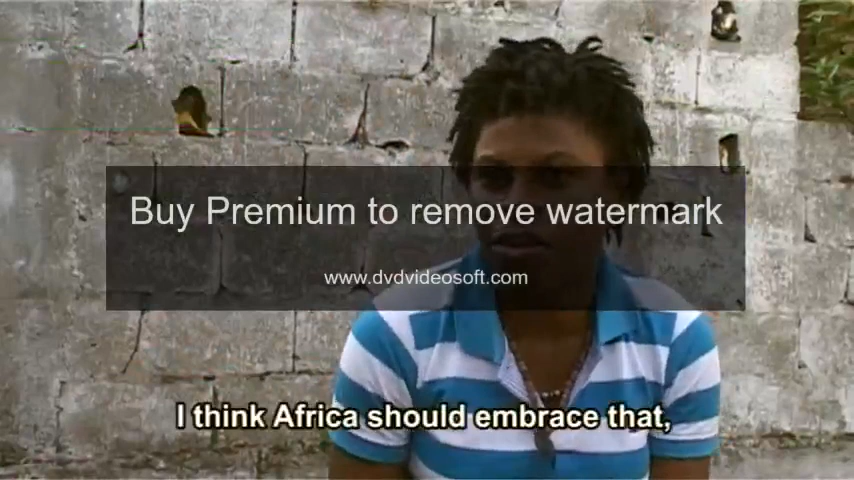 Buy Premium to remove watermark
www.dvdvideosoft.com
I think Africa should embrace that,